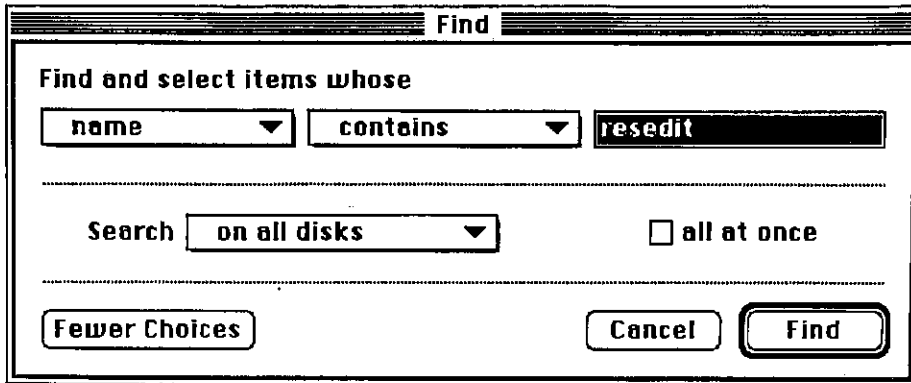 Find
Find and select items whose
name contains resedit
Search on all disks all at once
Fewer Choices Cancel Find